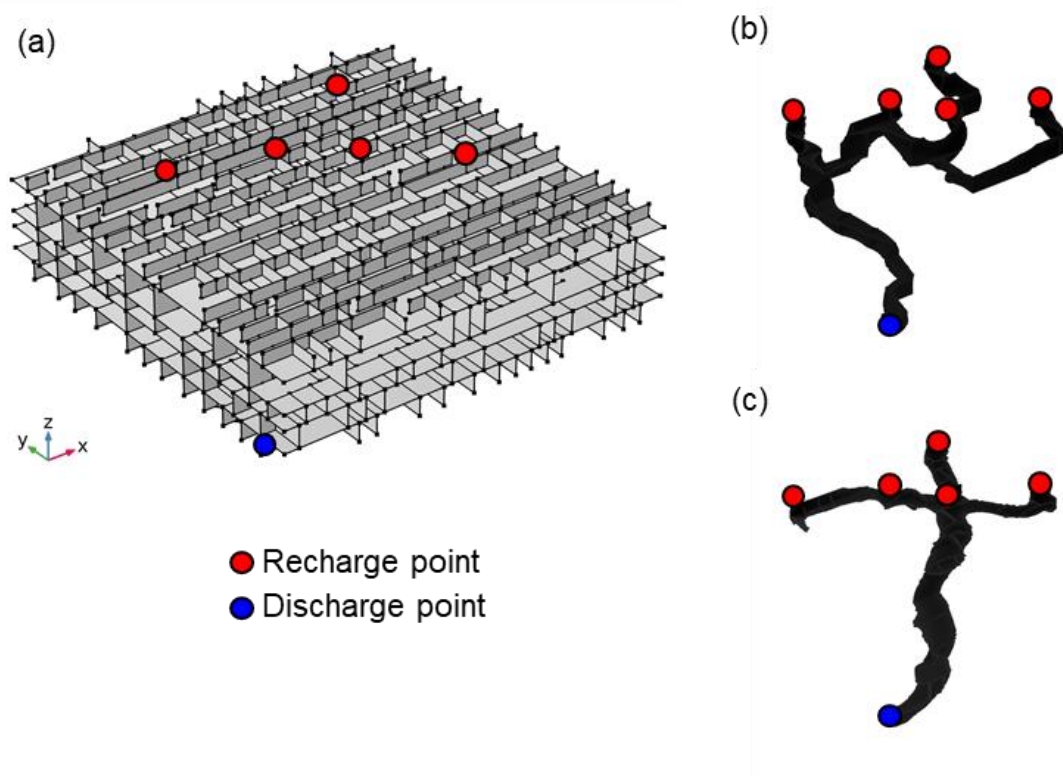 (a)
(b)
z
y
x
(c)
Recharge point
Discharge point